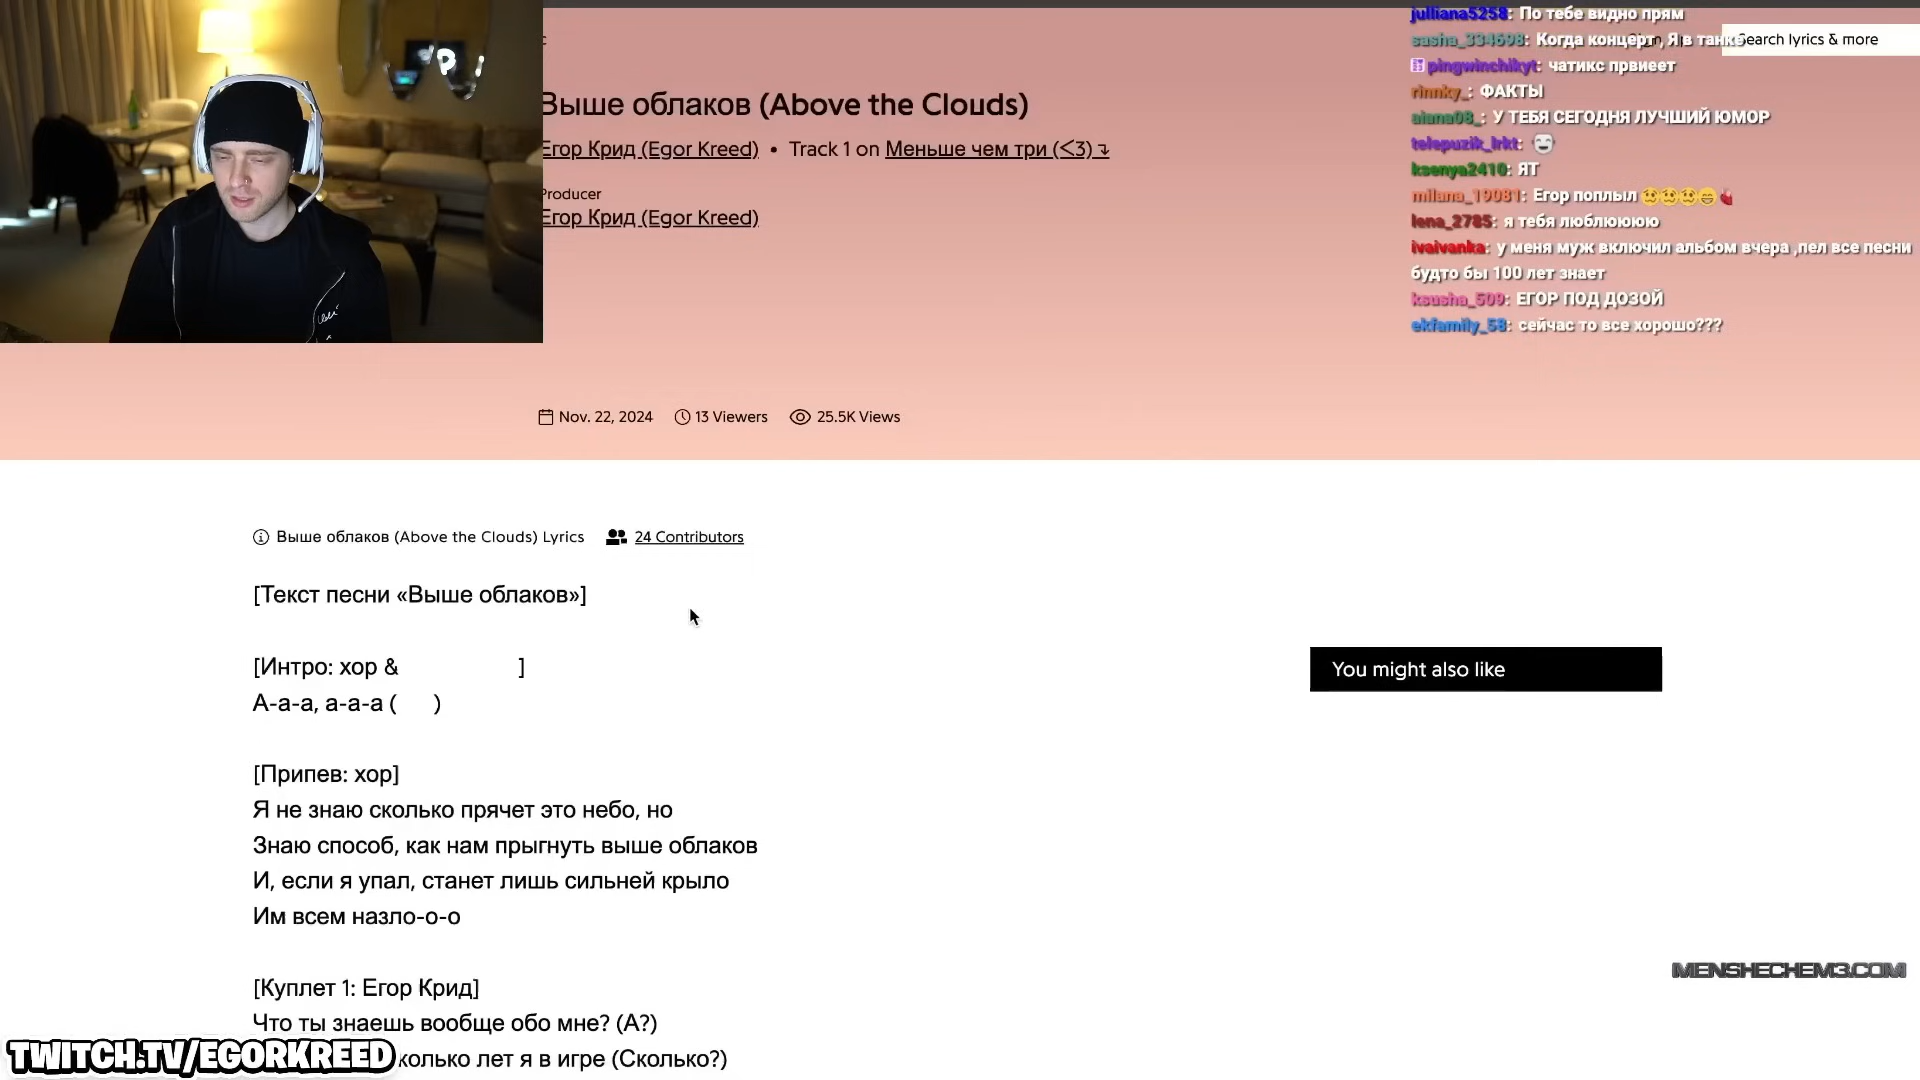 Выше облаков (Above the Clouds)
Егор Крид (Egor Kreed) • Track 1 on Меньше чем три (<3)
Producer
Егор Крид (Egor Kreed)
Nov. 22, 2024 13 Viewers 25.5K Views
julliana5258: По тебе видно прям
sasha_334698: Когда концерт , Я в танке
Search lyrics & more
pingwinchikyt: чатикс првиеет
rinnky_: ФАКТЫ
aiana08_: У ТЕБЯ СЕГОДНЯ ЛУЧШИЙ ЮМОР
telepuzik_lrkt:
ksenya2410: ЯТ
milana_19081: Егор поплыл
lena_2785: я тебя люблюююю
ivaivanka: у меня муж включил альбом вчера ,пел все песни
будто бы 100 лет знает
ksusha_509: ЕГОР ПОД ДОЗОЙ
ekfamily_58: сейчас то все хорошо???
Выше облаков (Above the Clouds) Lyrics 24 Contributors
[Текст песни «Выше облаков»]
[Интро: хор & ]
А-а-а, а-а-а ( )
[Припев: хор]
Я не знаю сколько прячет это небо, но
Знаю способ, как нам прыгнуть выше облаков
И, если я упал, станет лишь сильней крыло
Им всем назло-о-о
[Куплет 1: Егор Крид]
Что ты знаешь вообще обо мне? (А?)
колько лет я в игре (Сколько?)
You might also like
MENSHECHEM3.COM
TWITCH.TV/EGORKREED